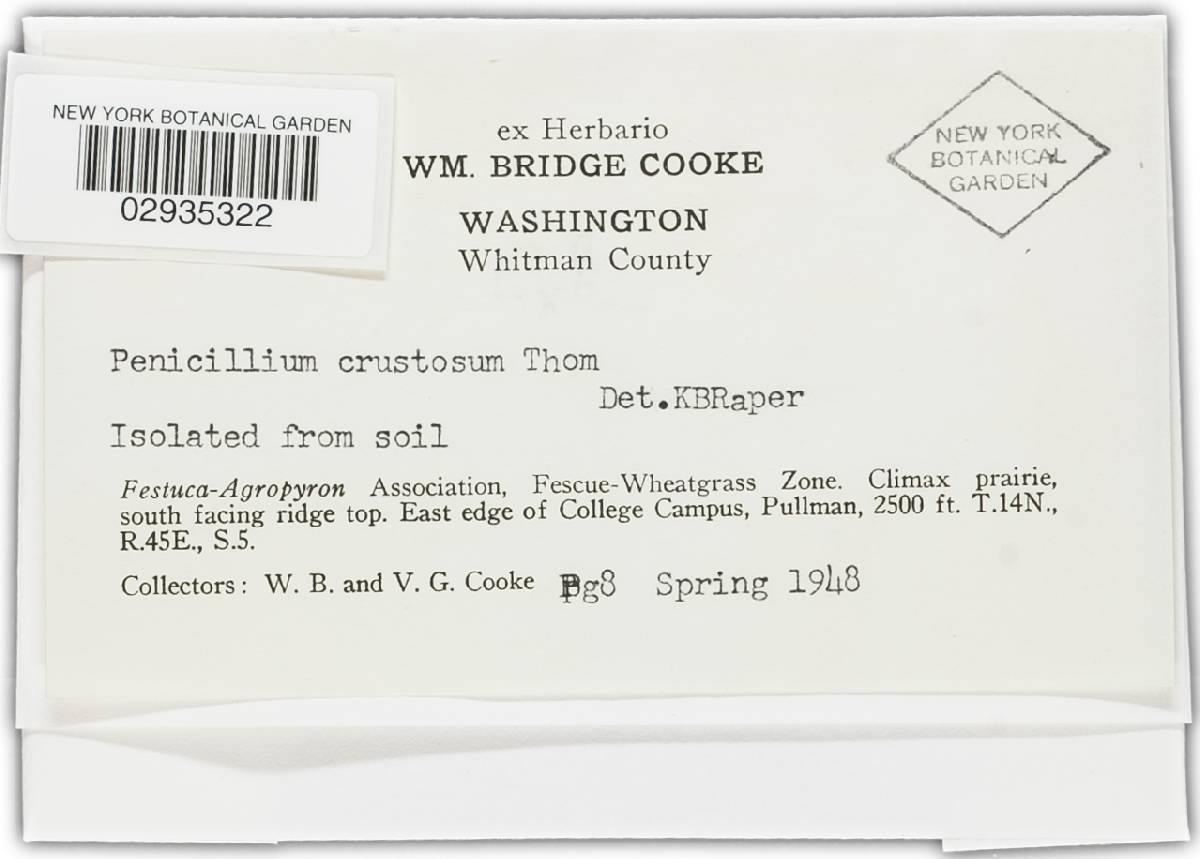 NEW YORK BOTANICAL GARDEN
02935322
ex Herbario
WM. BRIDGE COOKE
WASHINGTON
Whitman County
NEW YORK
BOTANICAL
GARDEN
Penicillium crustosum Thom
Det.KBRaper
Isolated from soil
Festuca-Agropyron Association, Fescue-Wheatgrass Zone. Climax prairie,
south facing ridge top. East edge of College Campus, Pullman, 2500 ft. T.14N.,
R.45E., S.5.
Collectors: W. B. and V. G. Cooke Pg8 Spring 1948